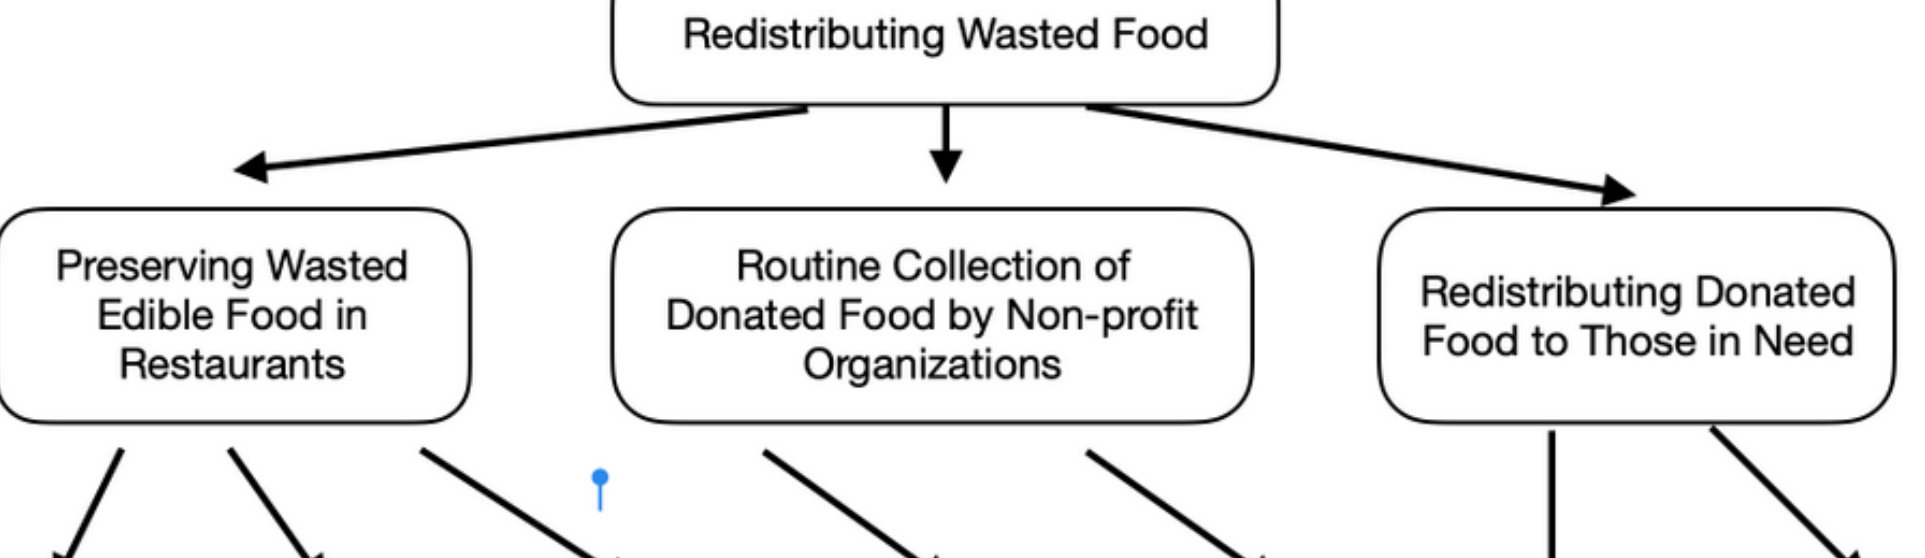 Redistributing Wasted Food
Preserving Wasted
Edible Food in
Restaurants
Routine Collection of
Donated Food by Non-profit
Organizations
Redistributing Donated
Food to Those in Need